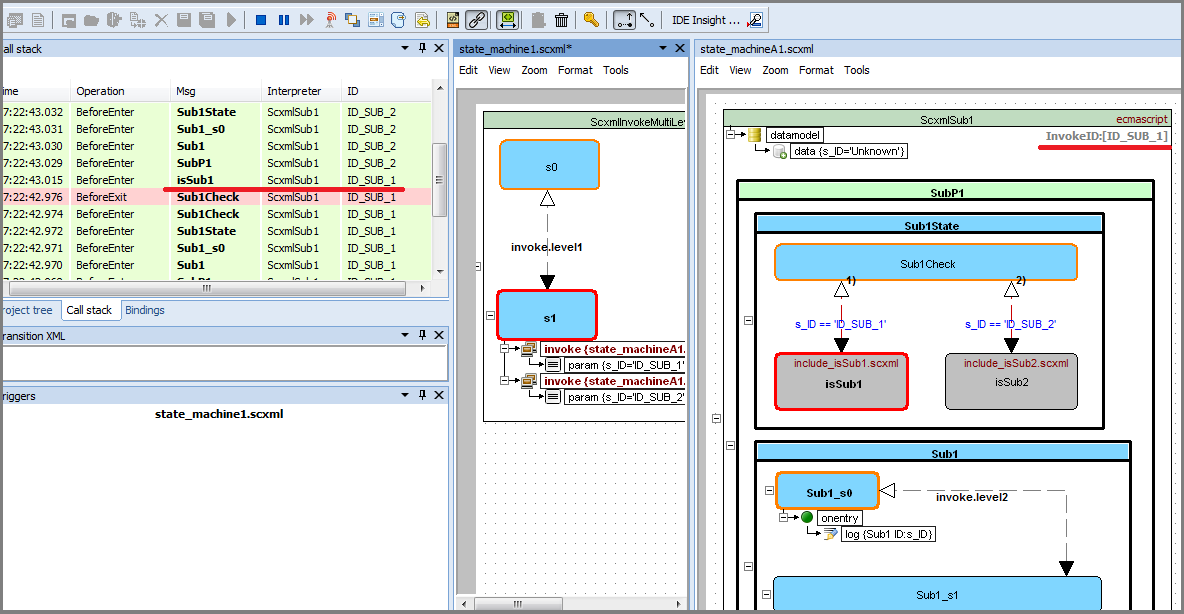 IDE Insight ...
all stack
ime Operation Msg Interpreter ID
7:22:43.032 BeforeEnter Sub1State ScxmlSub1 ID_SUB_2
7:22:43.031 BeforeEnter Sub1_s0 ScxmlSub1 ID_SUB_2
7:22:43.030 BeforeEnter Sub1 ScxmlSub1 ID_SUB_2
7:22:43.029 BeforeEnter SubP1 ScxmlSub1 ID_SUB_2
7:22:43.015 BeforeEnter isSub1 ScxmlSub1 ID_SUB_1
7:22:42.976 BeforeExit Sub1Check ScxmlSub1 ID_SUB_1
7:22:42.974 BeforeEnter Sub1Check ScxmlSub1 ID_SUB_1
7:22:42.972 BeforeEnter Sub1State ScxmlSub1 ID_SUB_1
7:22:42.971 BeforeEnter Sub1_s0 ScxmlSub1 ID_SUB_1
7:22:42.970 BeforeEnter Sub1 ScxmlSub1 ID_SUB_1
roject tree Call stack Bindings
ransition XML
riggers
state_machine1.scxml
state_machine1.scxml*
Edit View Zoom Format Tools
ScxmlInvokeMultiLev
s0
invoke.level1
s1
invoke {state_machineA1.
param {s_ID='ID_SUB_1'
invoke {state_machineA1.
param {s_ID='ID_SUB_2'
state_machineA1.scxml
Edit View Zoom Format Tools
ScxmlSub1
ecmascript
datamodel
InvokeID:[ID_SUB_1]
data {s_ID='Unknown'}
SubP1
Sub1State
Sub1Check
1) 2)
s_ID == 'ID_SUB_1' s_ID == 'ID_SUB_2'
include_isSub1.scxml include_isSub2.scxml
isSub1 isSub2
Sub1
Sub1_s0
invoke.level2
onentry
log {Sub1 ID:s_ID}
Sub1_s1